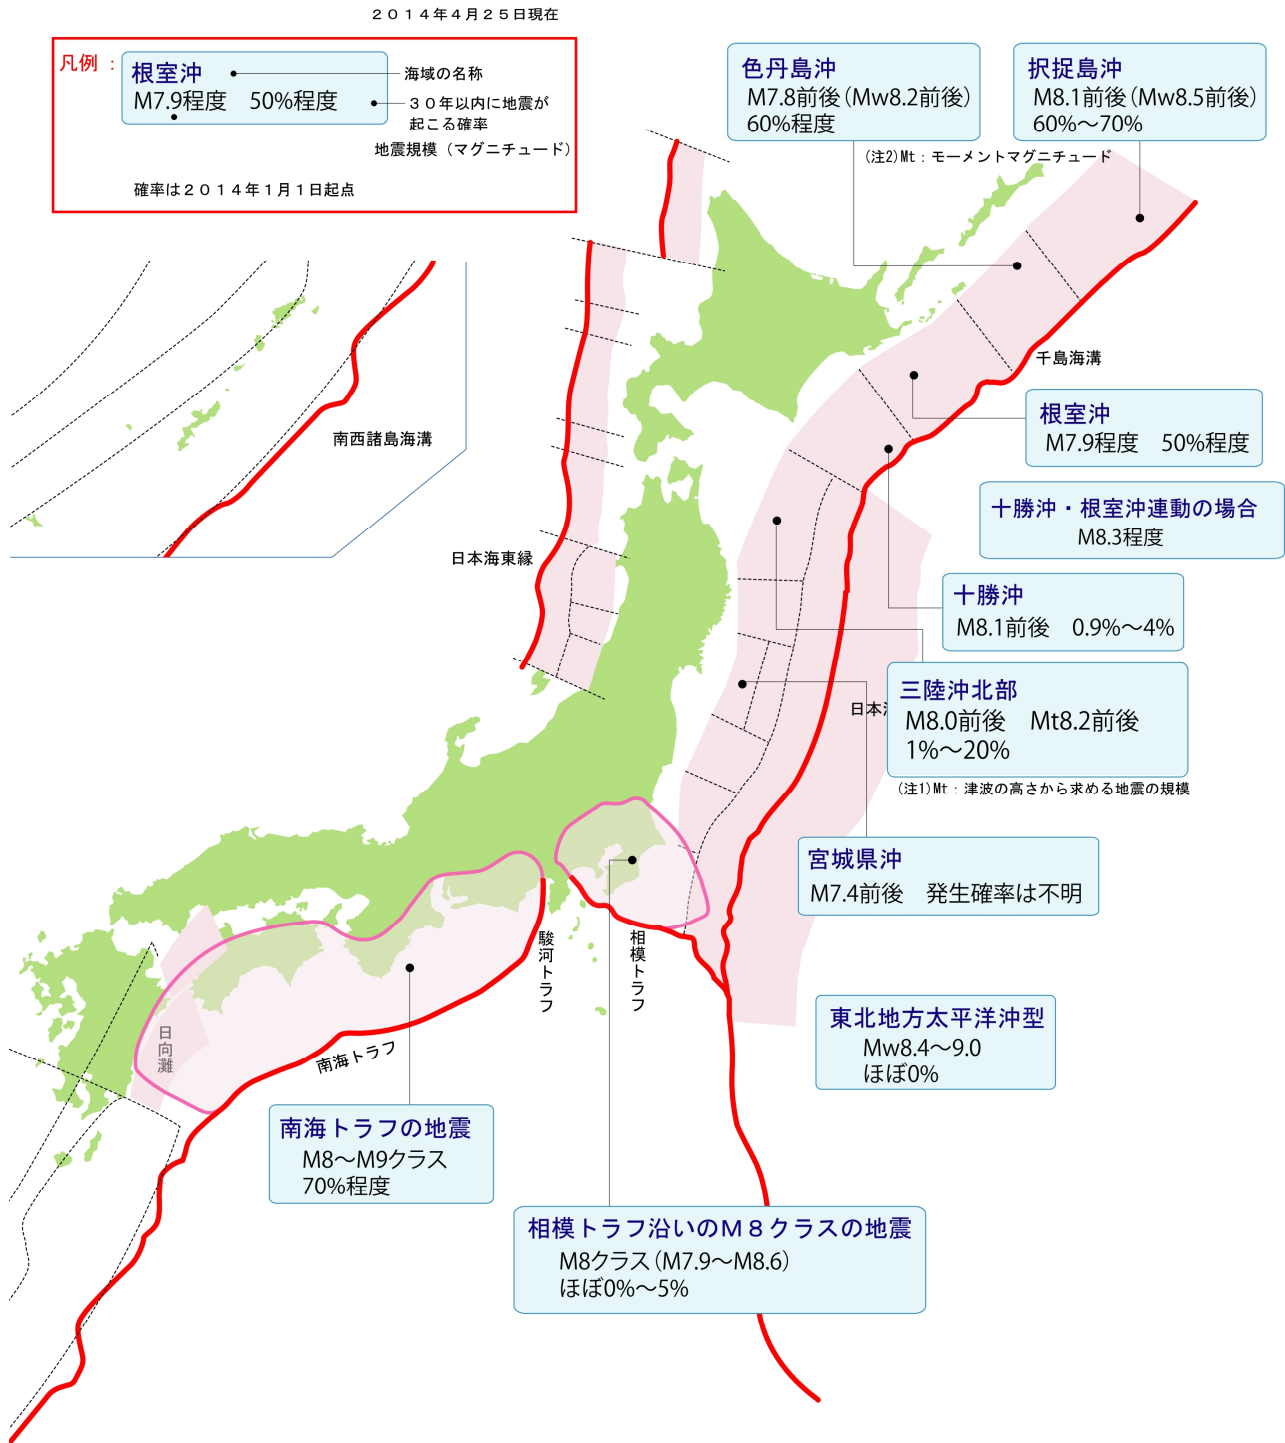 ２０１４年４月２５日現在
凡例 ：
根室沖
M7.9程度　50%程度
海域の名称
３０年以内に地震が
起こる確率
地震規模（マグニチュード）
確率は２０１４年１月１日起点
色丹島沖
M7.8前後（Mw8.2前後）
60%程度
択捉島沖
M8.1前後（Mw8.5前後）
60%～70%
(注2)Mt：モーメントマグニチュード
千島海溝
根室沖
M7.9程度　50%程度
南西諸島海溝
十勝沖・根室沖連動の場合
M8.3程度
日本海東縁
十勝沖
M8.1前後　0.9%～4%
三陸沖北部
M8.0前後　Mt8.2前後
1%～20%
日本
(注1)Mt：津波の高さから求める地震の規模
宮城県沖
M7.4前後　発生確率は不明
駿河トラフ
相模トラフ
東北地方太平洋沖型
Mw8.4～9.0
ほぼ0%
日向灘
南海トラフ
南海トラフの地震
M8～M9クラス
70%程度
相模トラフ沿いのＭ８クラスの地震
M8クラス（M7.9～M8.6）
ほぼ0%～5%